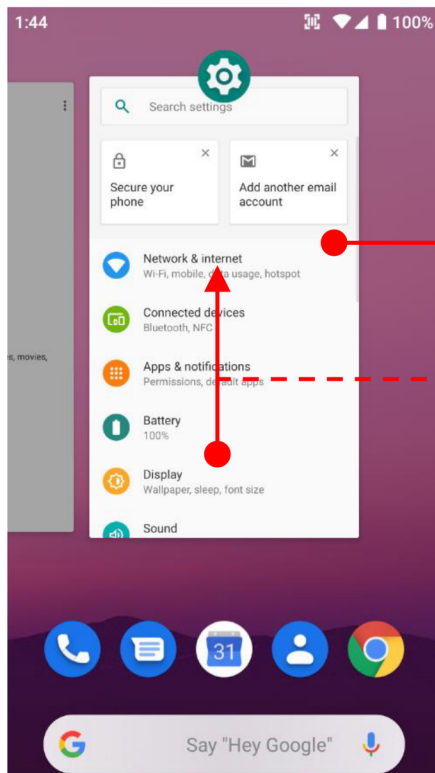 1:44
100%
Search settings
Secure your
phone
Add another email
account
Network & internet
Wi-Fi, mobile, data usage, hotspot
Connected devices
Bluetooth, NFC
s, movies,
Apps & notifications
Permissions, default apps
Battery
100%
Display
Wallpaper, sleep, font size
Sound
31
Say "Hey Google"